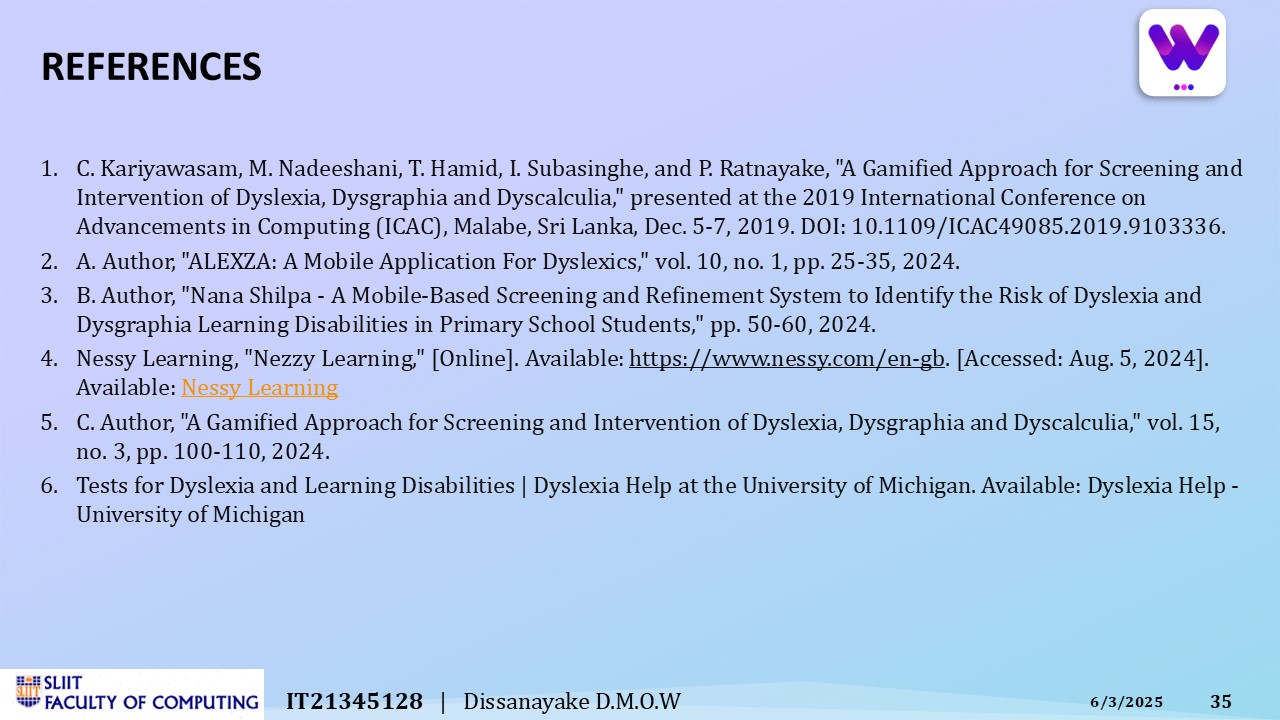 REFERENCES
1. C. Kariyawasam, M. Nadeeshani, T. Hamid, I. Subasinghe, and P. Ratnayake, "A Gamified Approach for Screening and
Intervention of Dyslexia, Dysgraphia and Dyscalculia," presented at the 2019 International Conference on
Advancements in Computing (ICAC), Malabe, Sri Lanka, Dec. 5-7, 2019. DOI: 10.1109/ICAC49085.2019.9103336.
2. A. Author, "ALEXZA: A Mobile Application For Dyslexics," vol. 10, no. 1, pp. 25-35, 2024.
3. B. Author, "Nana Shilpa - A Mobile-Based Screening and Refinement System to Identify the Risk of Dyslexia and
Dysgraphia Learning Disabilities in Primary School Students," pp. 50-60, 2024.
4. Nessy Learning, "Nezzy Learning," [Online]. Available: https://www.nessy.com/en-gb. [Accessed: Aug. 5, 2024].
Available: Nessy Learning
5. C. Author, "A Gamified Approach for Screening and Intervention of Dyslexia, Dysgraphia and Dyscalculia," vol. 15,
no. 3, pp. 100-110, 2024.
6. Tests for Dyslexia and Learning Disabilities | Dyslexia Help at the University of Michigan. Available: Dyslexia Help -
University of Michigan
SLIIT
FACULTY OF COMPUTING
IT21345128 | Dissanayake D.M.O.W
6/3/2025
35